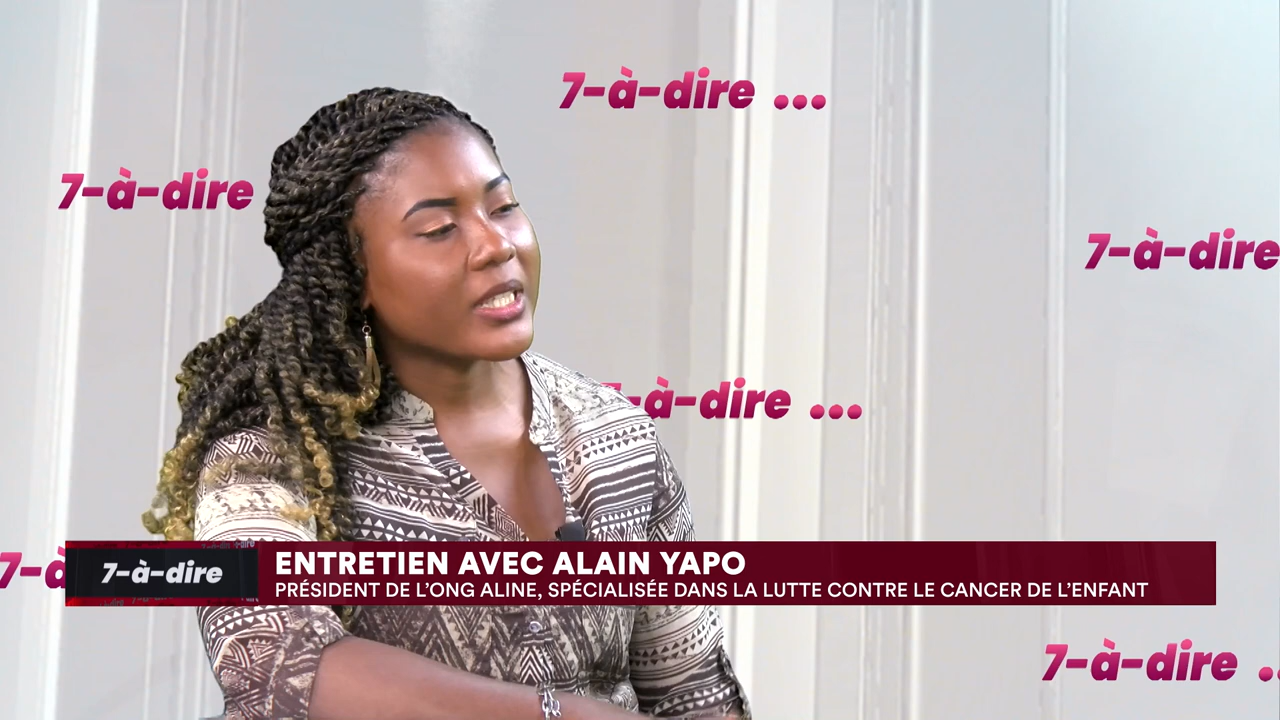 7-à-dire ...
7-à-dire
7-à-dire
-à-dire ...
7-à
7-à-dire
ENTRETIEN AVEC ALAIN YAPO
PRÉSIDENT DE L'ONG ALINE, SPÉCIALISÉE DANS LA LUTTE CONTRE LE CANCER DE L'ENFANT
7-à-dire ..